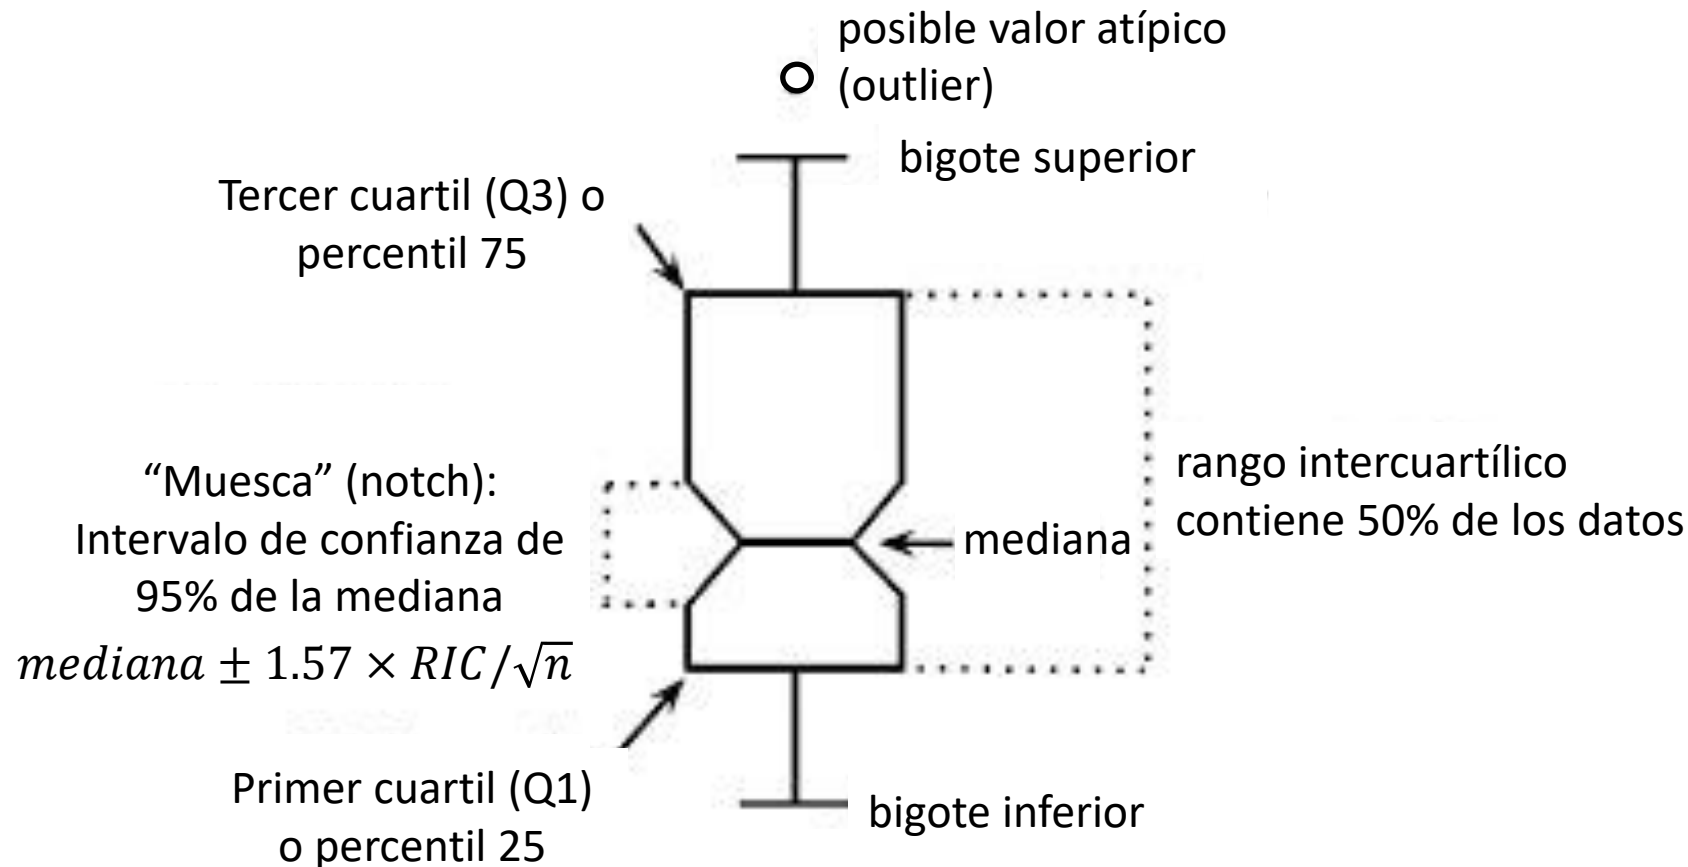 posible valor atípico
(outlier)
bigote superior
Tercer cuartil (Q3) o
percentil 75
“Muesca” (notch):
Intervalo de confianza de
95% de la mediana
mediana ± 1.57 × RIC/√n
mediana
rango intercuartílico
contiene 50% de los datos
Primer cuartil (Q1)
o percentil 25
bigote inferior